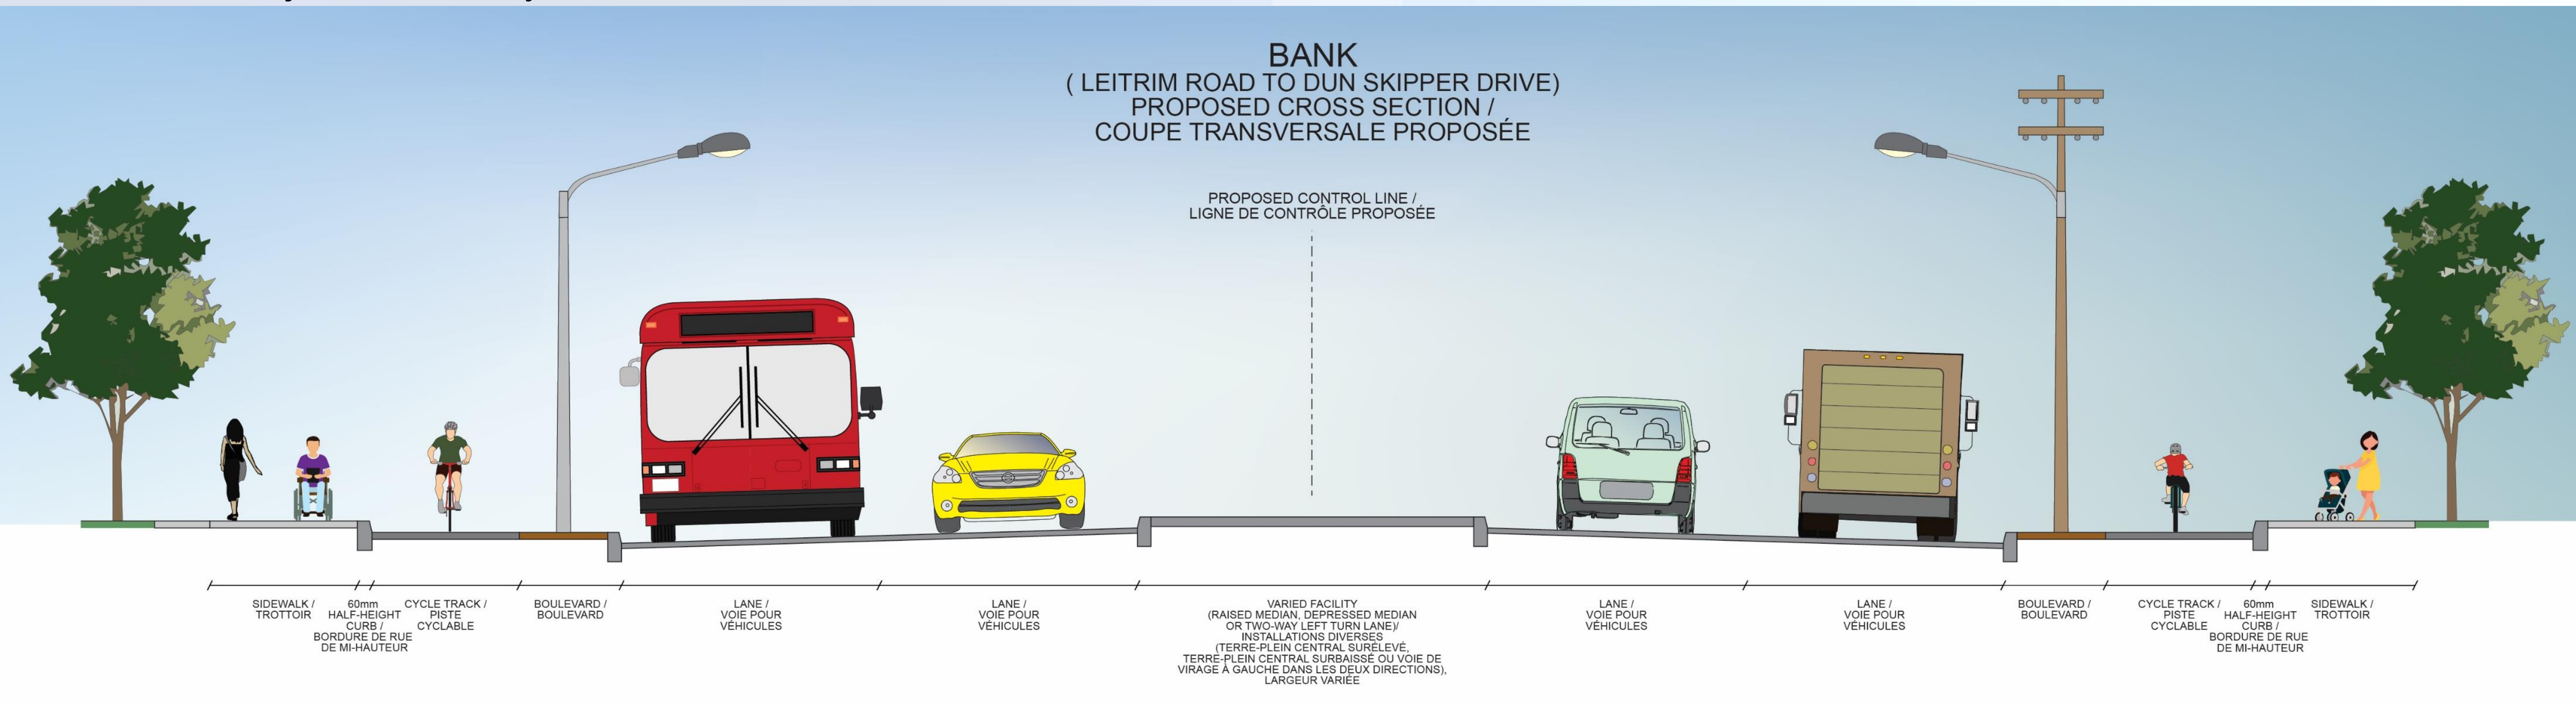 BANK
( LEITRIM ROAD TO DUN SKIPPER DRIVE)
PROPOSED CROSS SECTION /
COUPE TRANSVERSALE PROPOSÉE
PROPOSED CONTROL LINE /
LIGNE DE CONTRÔLE PROPOSÉE
SIDEWALK /
TROTTOIR
60mm
HALF-HEIGHT
CURB /
BORDURE DE RUE
DE MI-HAUTEUR
CYCLE TRACK /
PISTE
CYCLABLE
BOULEVARD /
BOULEVARD
LANE /
VOIE POUR
VÉHICULES
LANE /
VOIE POUR
VÉHICULES
VARIED FACILITY
(RAISED MEDIAN, DEPRESSED MEDIAN
OR TWO-WAY LEFT TURN LANE)/
INSTALLATIONS DIVERSES
(TERRE-PLEIN CENTRAL SURÉLEVÉ,
TERRE-PLEIN CENTRAL SURBAISSÉ OU VOIE DE
VIRAGE À GAUCHE DANS LES DEUX DIRECTIONS),
LARGEUR VARIÉE
LANE /
VOIE POUR
VÉHICULES
LANE /
VOIE POUR
VÉHICULES
BOULEVARD /
BOULEVARD
CYCLE TRACK /
PISTE
CYCLABLE
60mm
HALF-HEIGHT
CURB /
BORDURE DE RUE
DE MI-HAUTEUR
SIDEWALK /
TROTTOIR